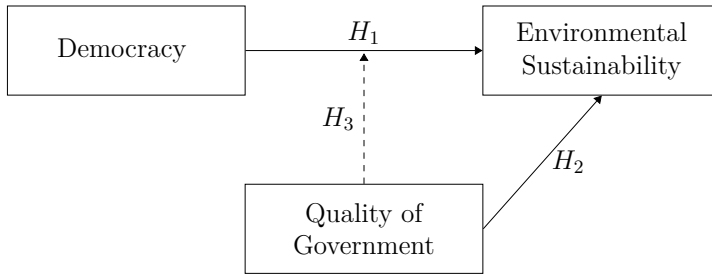 Democracy
H₁
Environmental
Sustainability
H₃
H₂
Quality of
Government